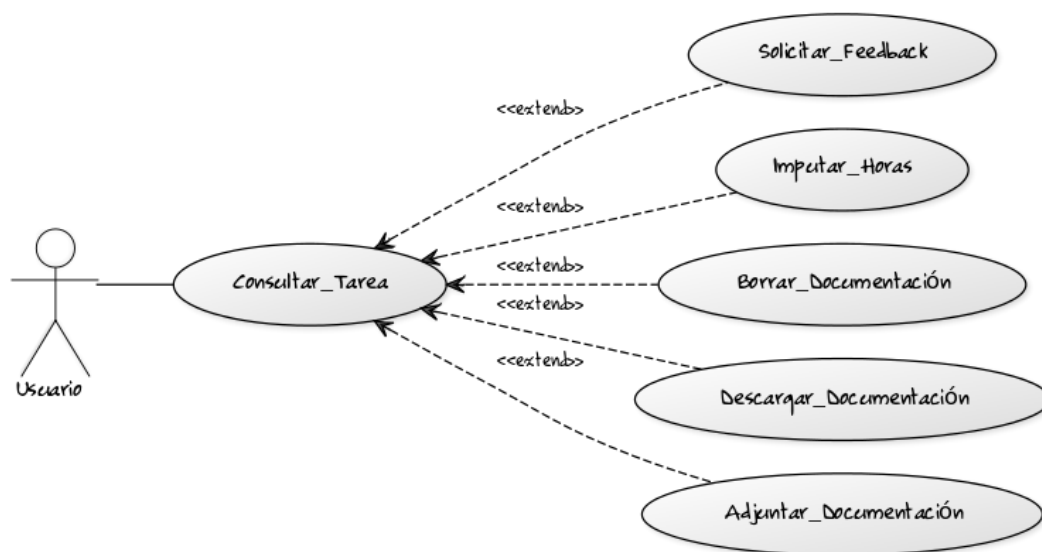 Solicitar_Feedback
<<extend>>
Imputar_Horas
<<extend>>
Consultar_Tarea
<<extend>>
Borrar_Documentación
<<extend>>
<<extend>>
Usuario
Descargar_Documentación
Adjuntar_Documentación